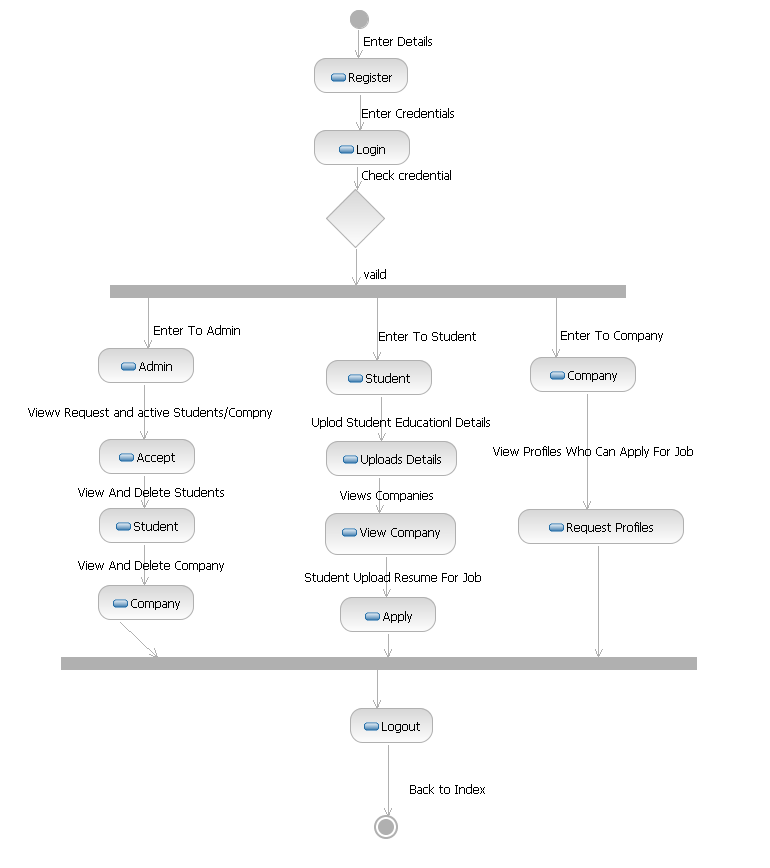 Enter Details
Register
Enter Credentials
Login
Check credential
vaild
Enter To Admin
Enter To Student
Enter To Company
Admin
Student
Company
Viewv Request and active Students/Compny
Uplod Student Educationl Details
View Profiles Who Can Apply For Job
Accept
Uploads Details
View And Delete Students
Views Companies
Student
View Company
Request Profiles
View And Delete Company
Student Upload Resume For Job
Company
Apply
Logout
Back to Index